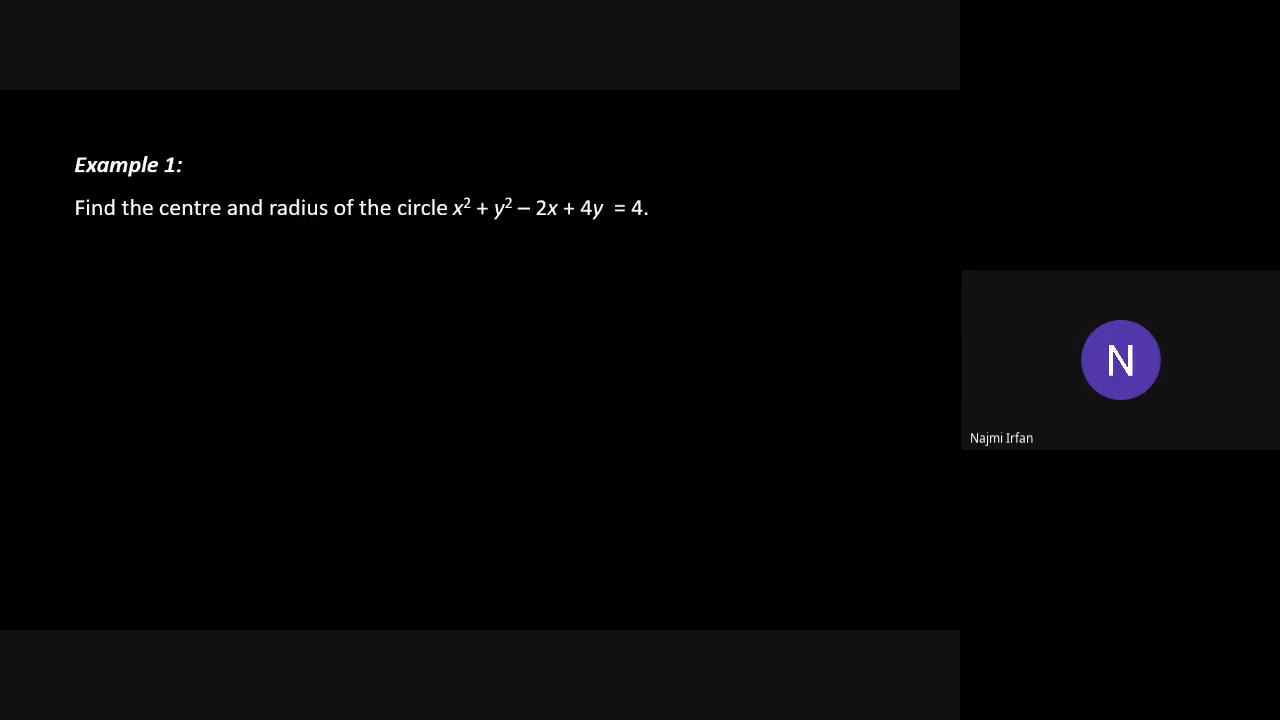 Example 1:
Find the centre and radius of the circle x² + y² – 2x + 4y = 4.
N
Najmi Irfan